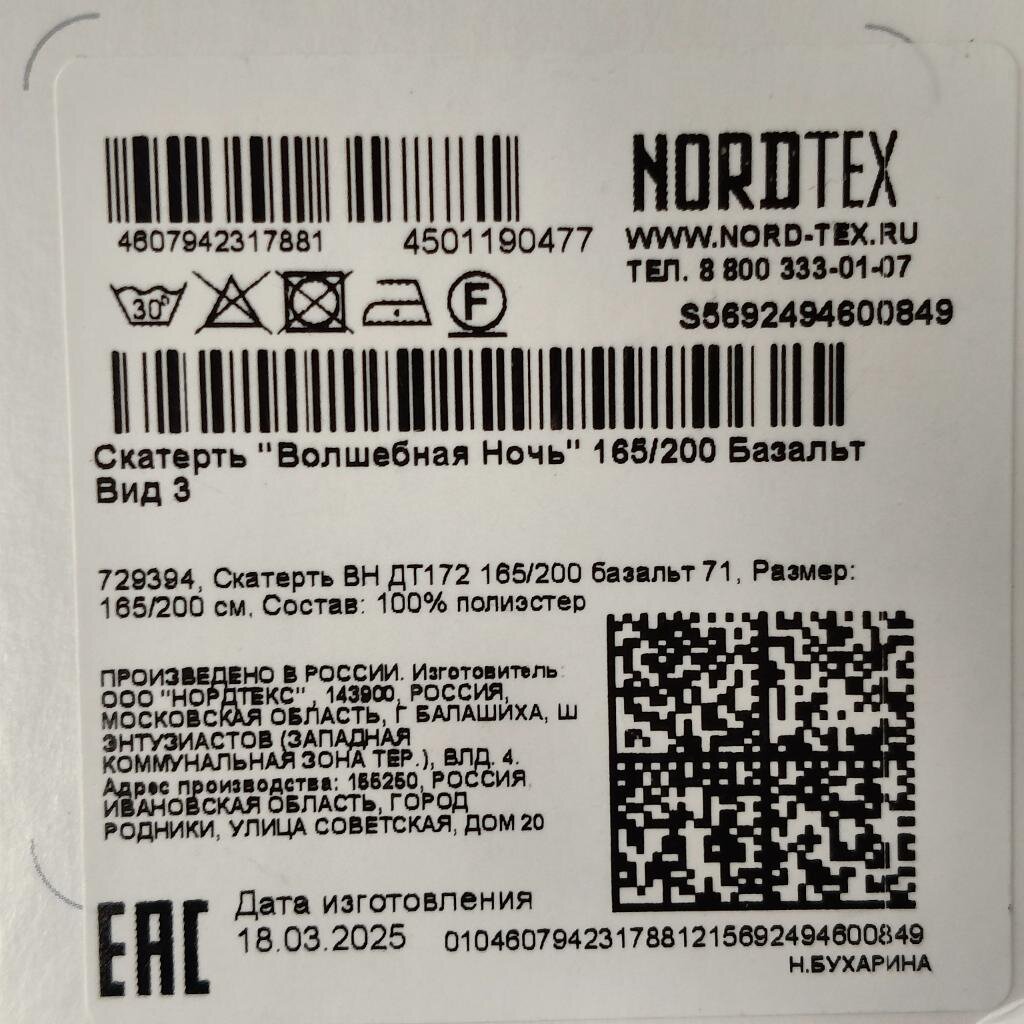 NORDTEX
4607942317881 4501190477
WWW.NORD-TEX.RU
ТЕЛ. 8 800 333-01-07
30°
F
S5692494600849
Скатерть "Волшебная Ночь" 165/200 Базальт
Вид 3
729394, Скатерть ВН ДТ172 165/200 базальт 71, Размер:
165/200 см, Состав: 100% полиэстер
ПРОИЗВЕДЕНО В РОССИИ. Изготовитель:
ООО "НОРДТЕКС", 143900, РОССИЯ,
МОСКОВСКАЯ ОБЛАСТЬ, Г БАЛАШИХА, Ш
ЭНТУЗИАСТОВ (ЗАПАДНАЯ
КОММУНАЛЬНАЯ ЗОНА ТЕР.), ВЛД. 4.
Адрес производства: 155250, РОССИЯ
ИВАНОВСКАЯ ОБЛАСТЬ, ГОРОД
РОДНИКИ, УЛИЦА СОВЕТСКАЯ, ДОМ 20
EAC
Дата изготовления
18.03.2025
0104607942317881215692494600849
Н.БУХАРИНА